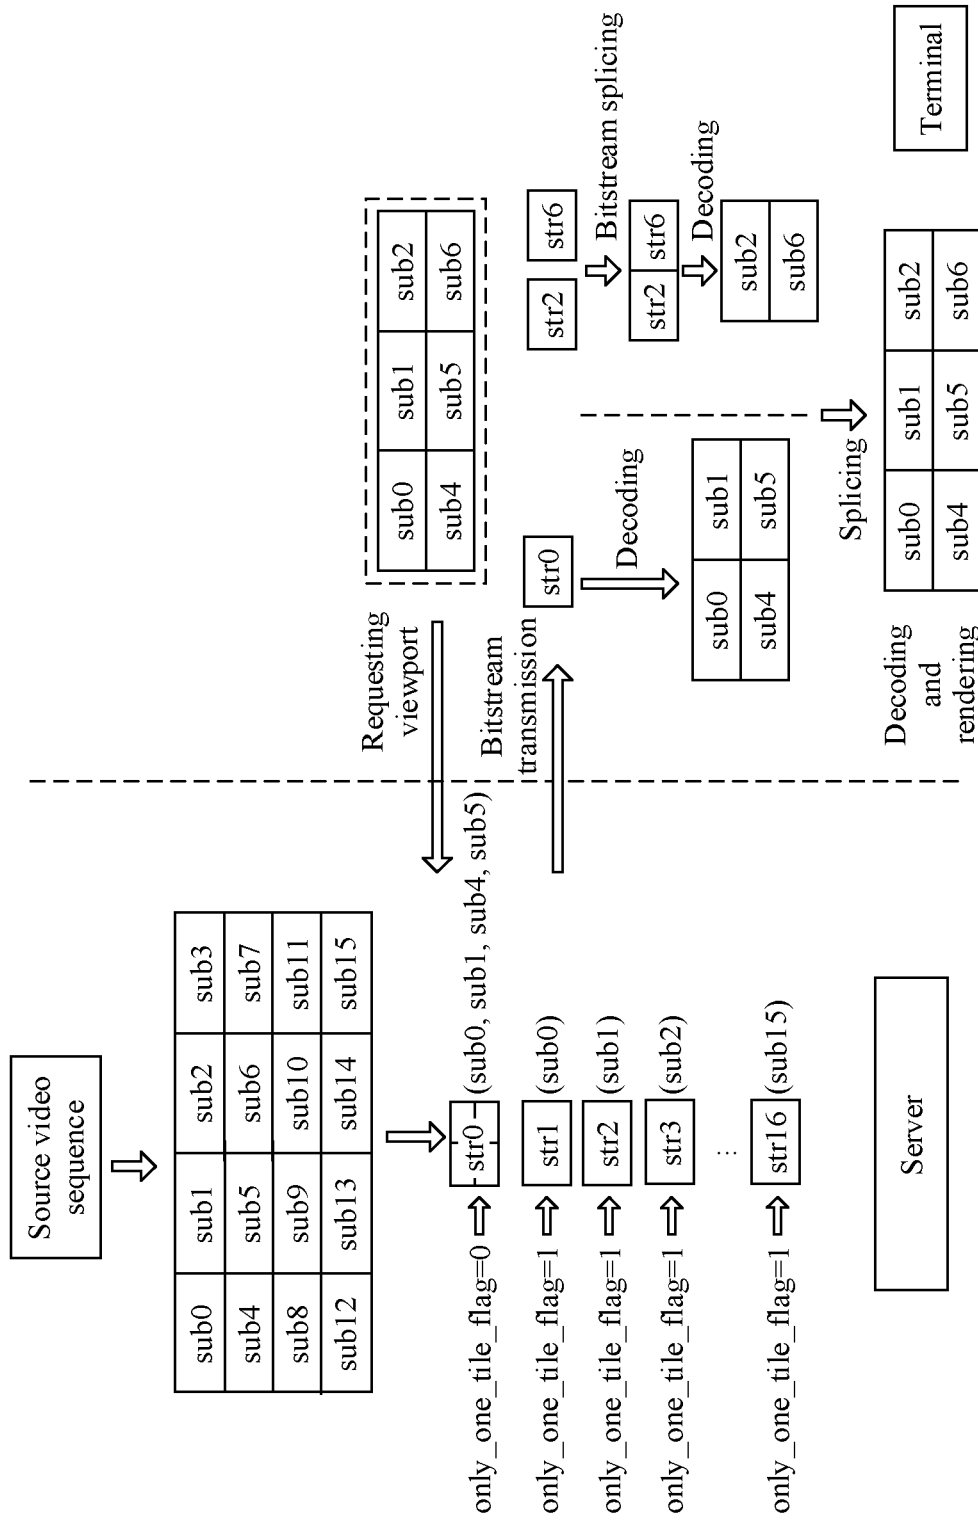 Source video
sequence
sub0 sub1 sub2 sub3
sub4 sub5 sub6 sub7
sub8 sub9 sub10 sub11
sub12 sub13 sub14 sub15
only_one_tile_flag=0 str0 (sub0, sub1, sub4, sub5)
only_one_tile_flag=1 str1 (sub0)
only_one_tile_flag=1 str2 (sub1)
only_one_tile_flag=1 str3 (sub2)
...
only_one_tile_flag=1 str16 (sub15)
Server
Requesting
viewport
sub0 sub1 sub2
sub4 sub5 sub6
Bitstream
transmission
str0
Decoding
sub0 sub1
sub4 sub5
str2 str6
Bitstream splicing
str2 str6
Decoding
sub2
sub6
Splicing
Decoding
and
rendering
sub0 sub1 sub2
sub4 sub5 sub6
Terminal